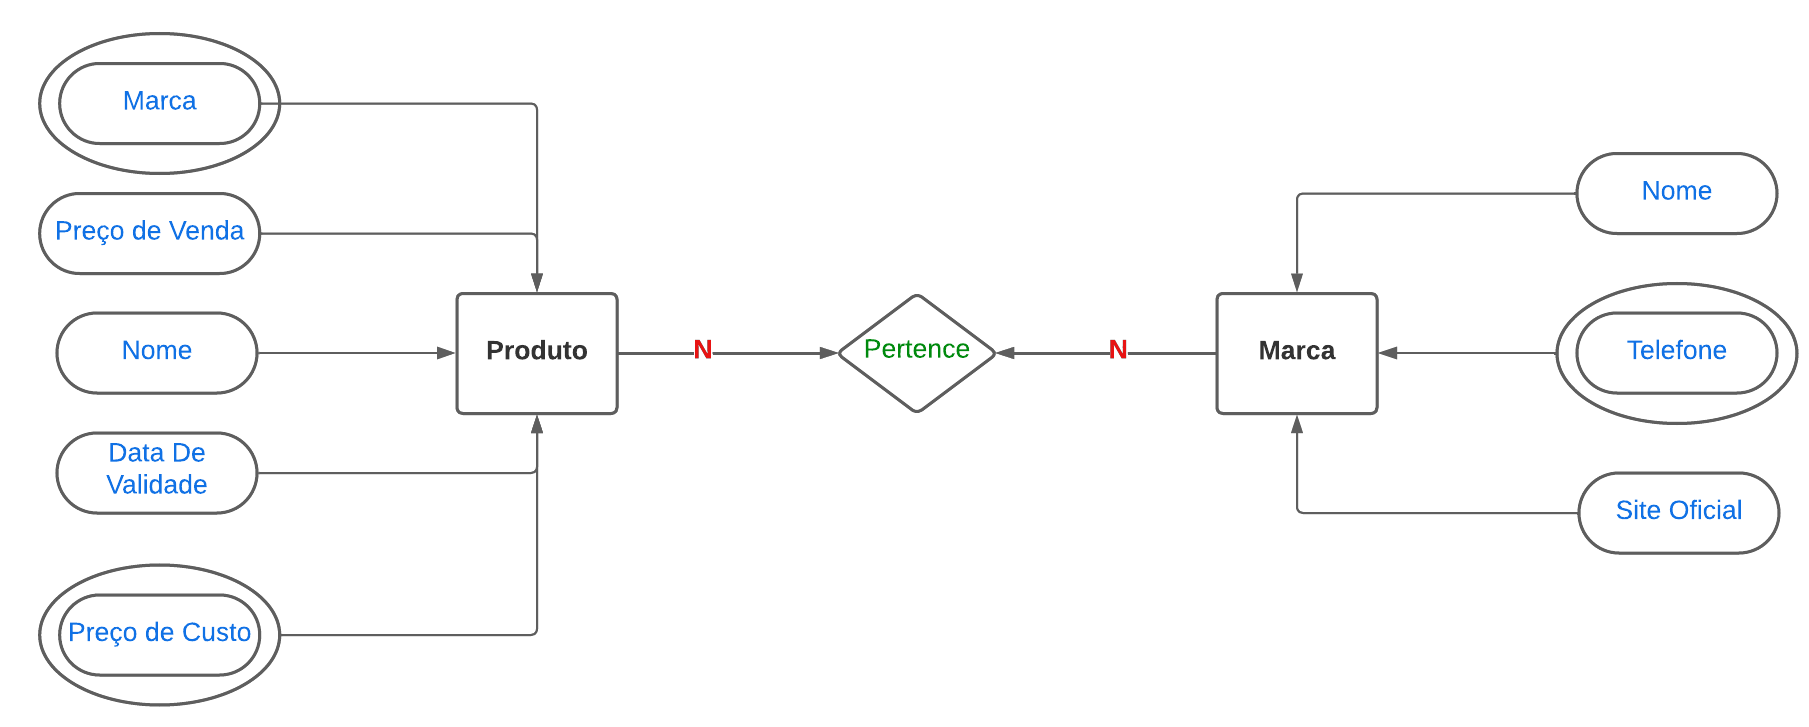 Marca
Preço de Venda
Nome
Data De
Validade
Preço de Custo
Produto
N
Pertence
N
Marca
Nome
Telefone
Site Oficial